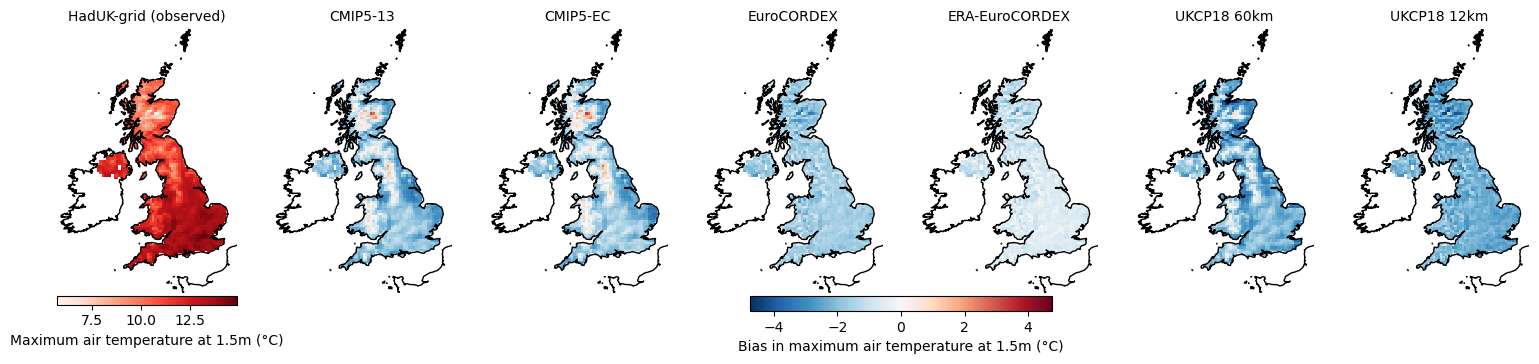 HadUK-grid (observed)
CMIP5-13
CMIP5-EC
EuroCORDEX
ERA-EuroCORDEX
UKCP18 60km
UKCP18 12km
7.5 10.0 12.5
Maximum air temperature at 1.5m (°C)
−4 −2 0 2 4
Bias in maximum air temperature at 1.5m (°C)